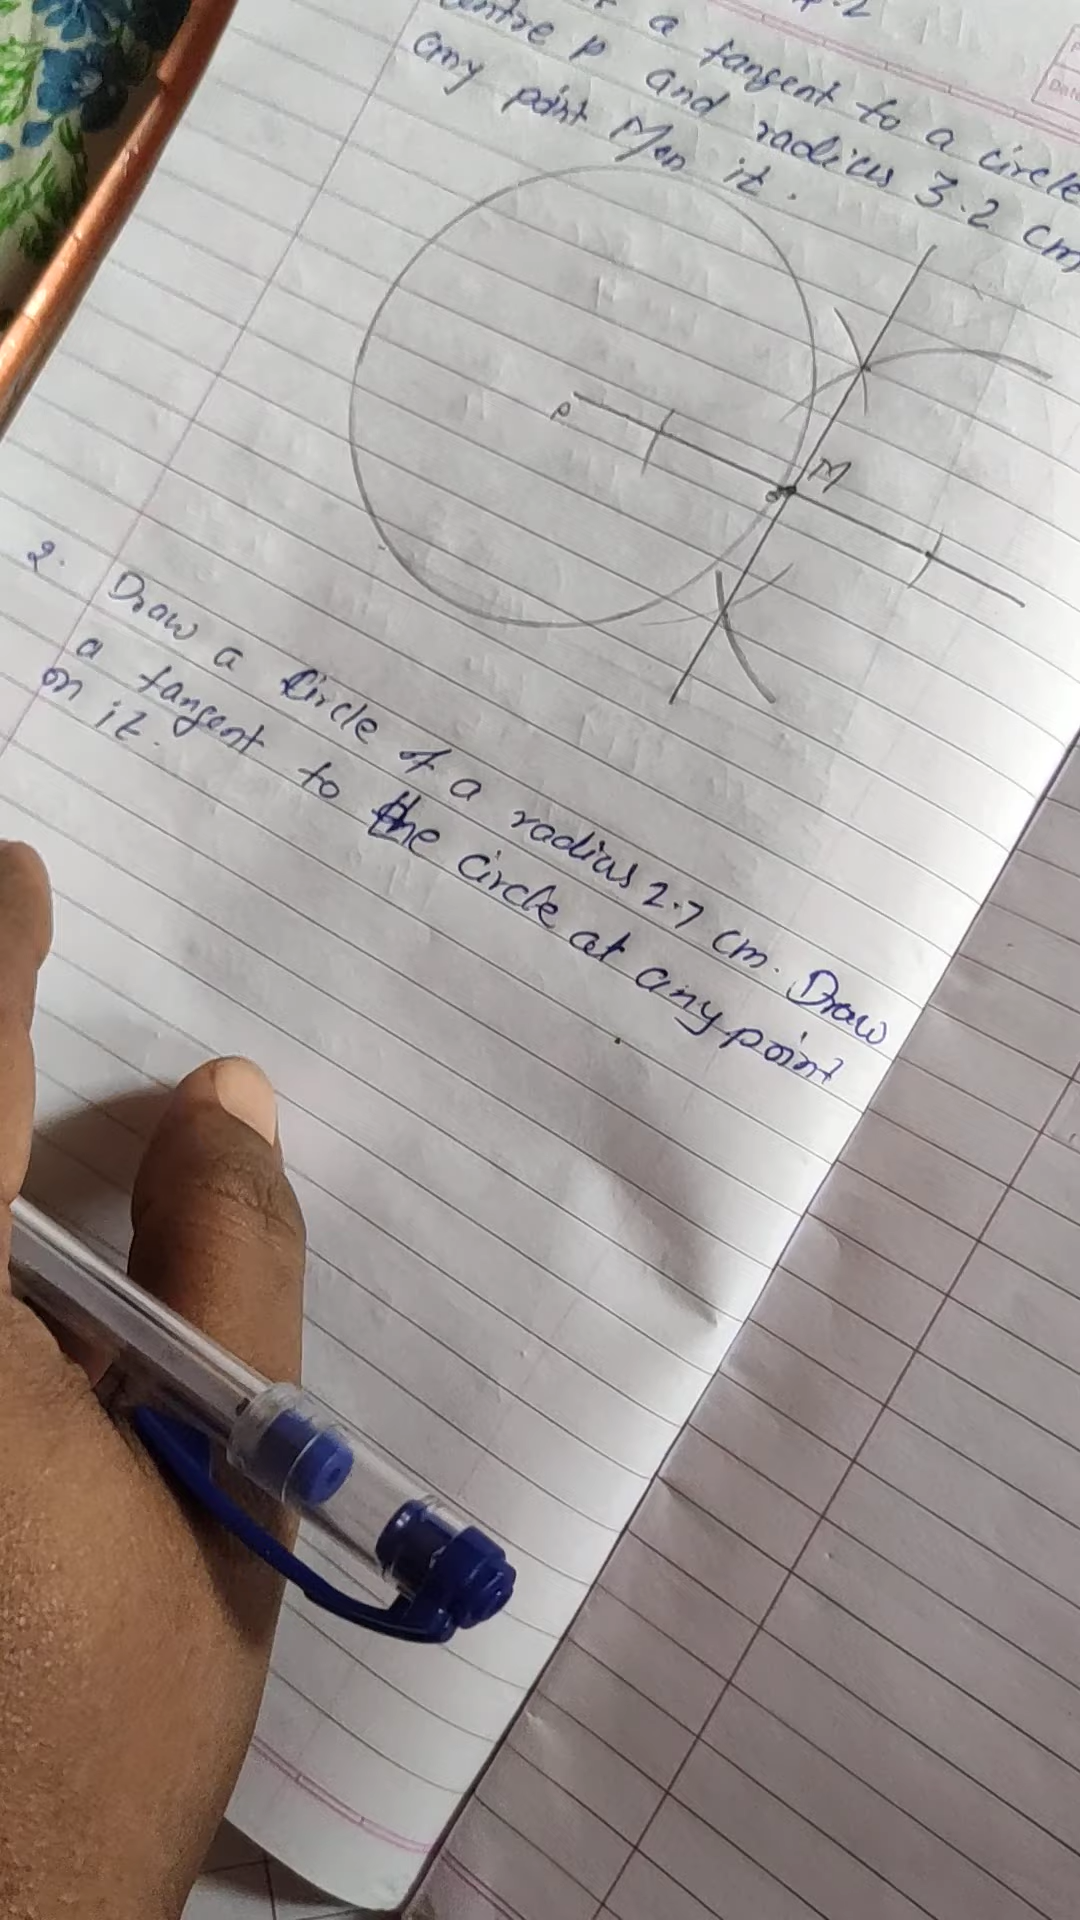 a tangent to a circle
centre P and radius 3.2 cm
any point M on it.
P
M
2. Draw a circle of a radius 2.7 cm. Draw
a tangent to the circle at any point
on it.